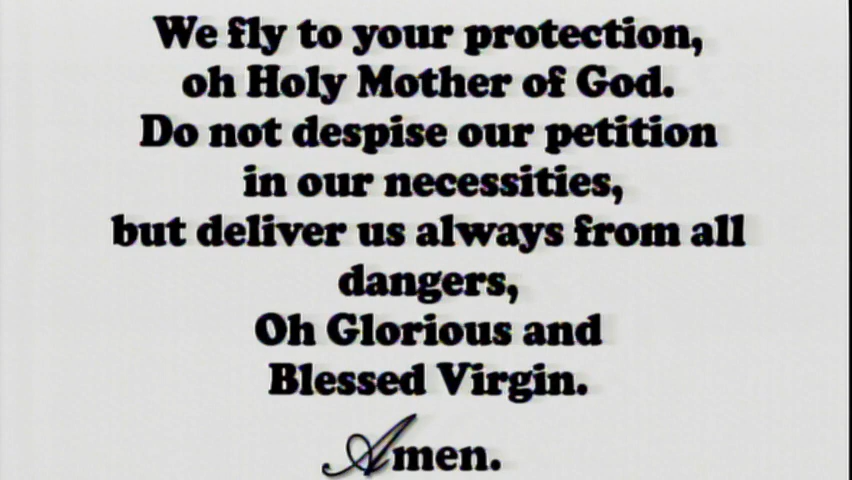 We fly to your protection,
oh Holy Mother of God.
Do not despise our petition
in our necessities,
but deliver us always from all
dangers,
Oh Glorious and
Blessed Virgin.
Amen.